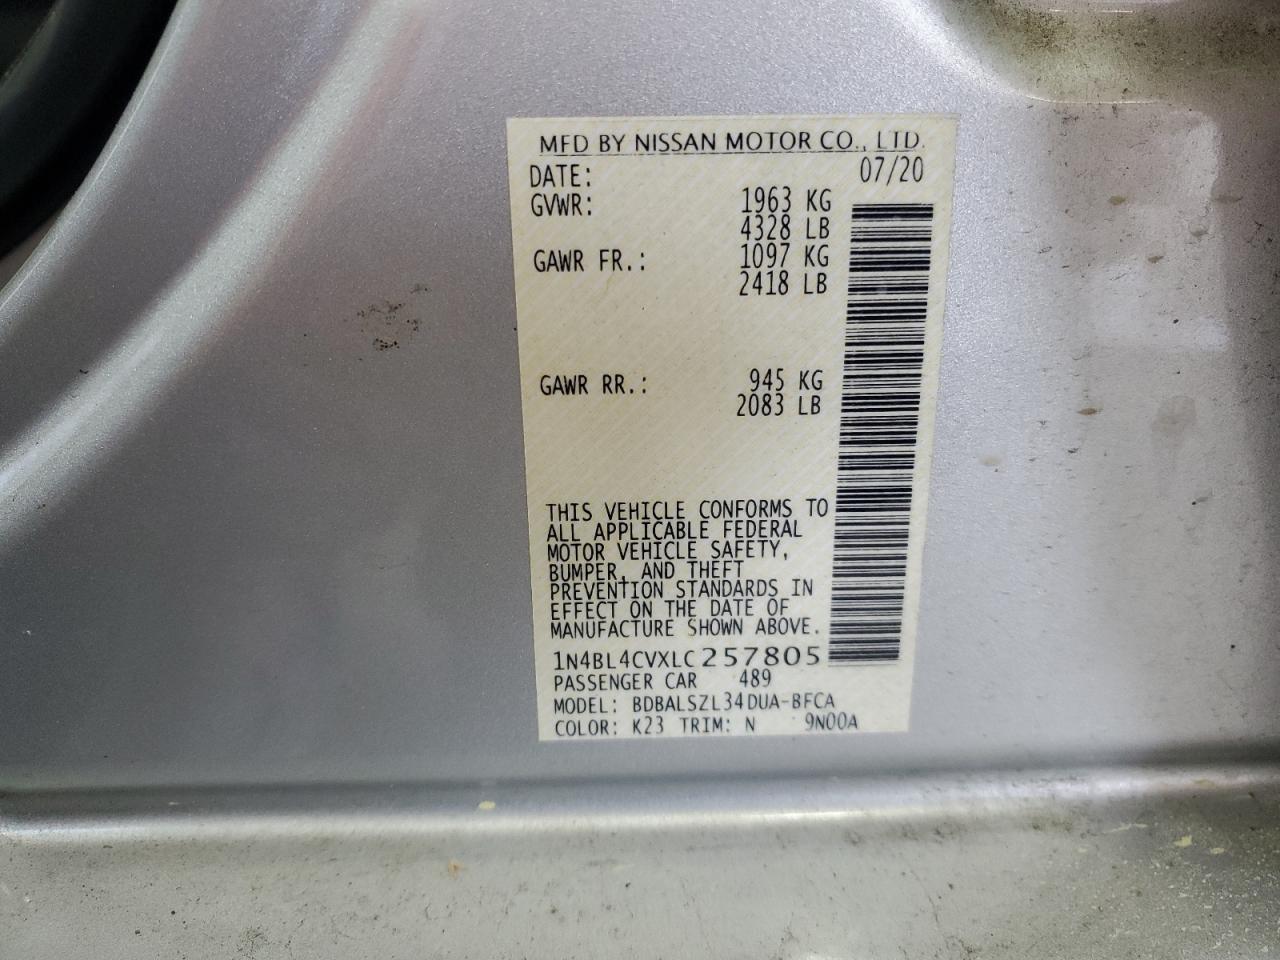 MFD BY NISSAN MOTOR CO., LTD.
DATE: 07/20
GVWR: 1963 KG
4328 LB
GAWR FR.: 1097 KG
2418 LB
GAWR RR.: 945 KG
2083 LB
THIS VEHICLE CONFORMS TO
ALL APPLICABLE FEDERAL
MOTOR VEHICLE SAFETY,
BUMPER, AND THEFT
PREVENTION STANDARDS IN
EFFECT ON THE DATE OF
MANUFACTURE SHOWN ABOVE.
1N4BL4CVXLC257805
PASSENGER CAR 489
MODEL: BDBALSZL34DUA-BFCA
COLOR: K23 TRIM: N 9N00A